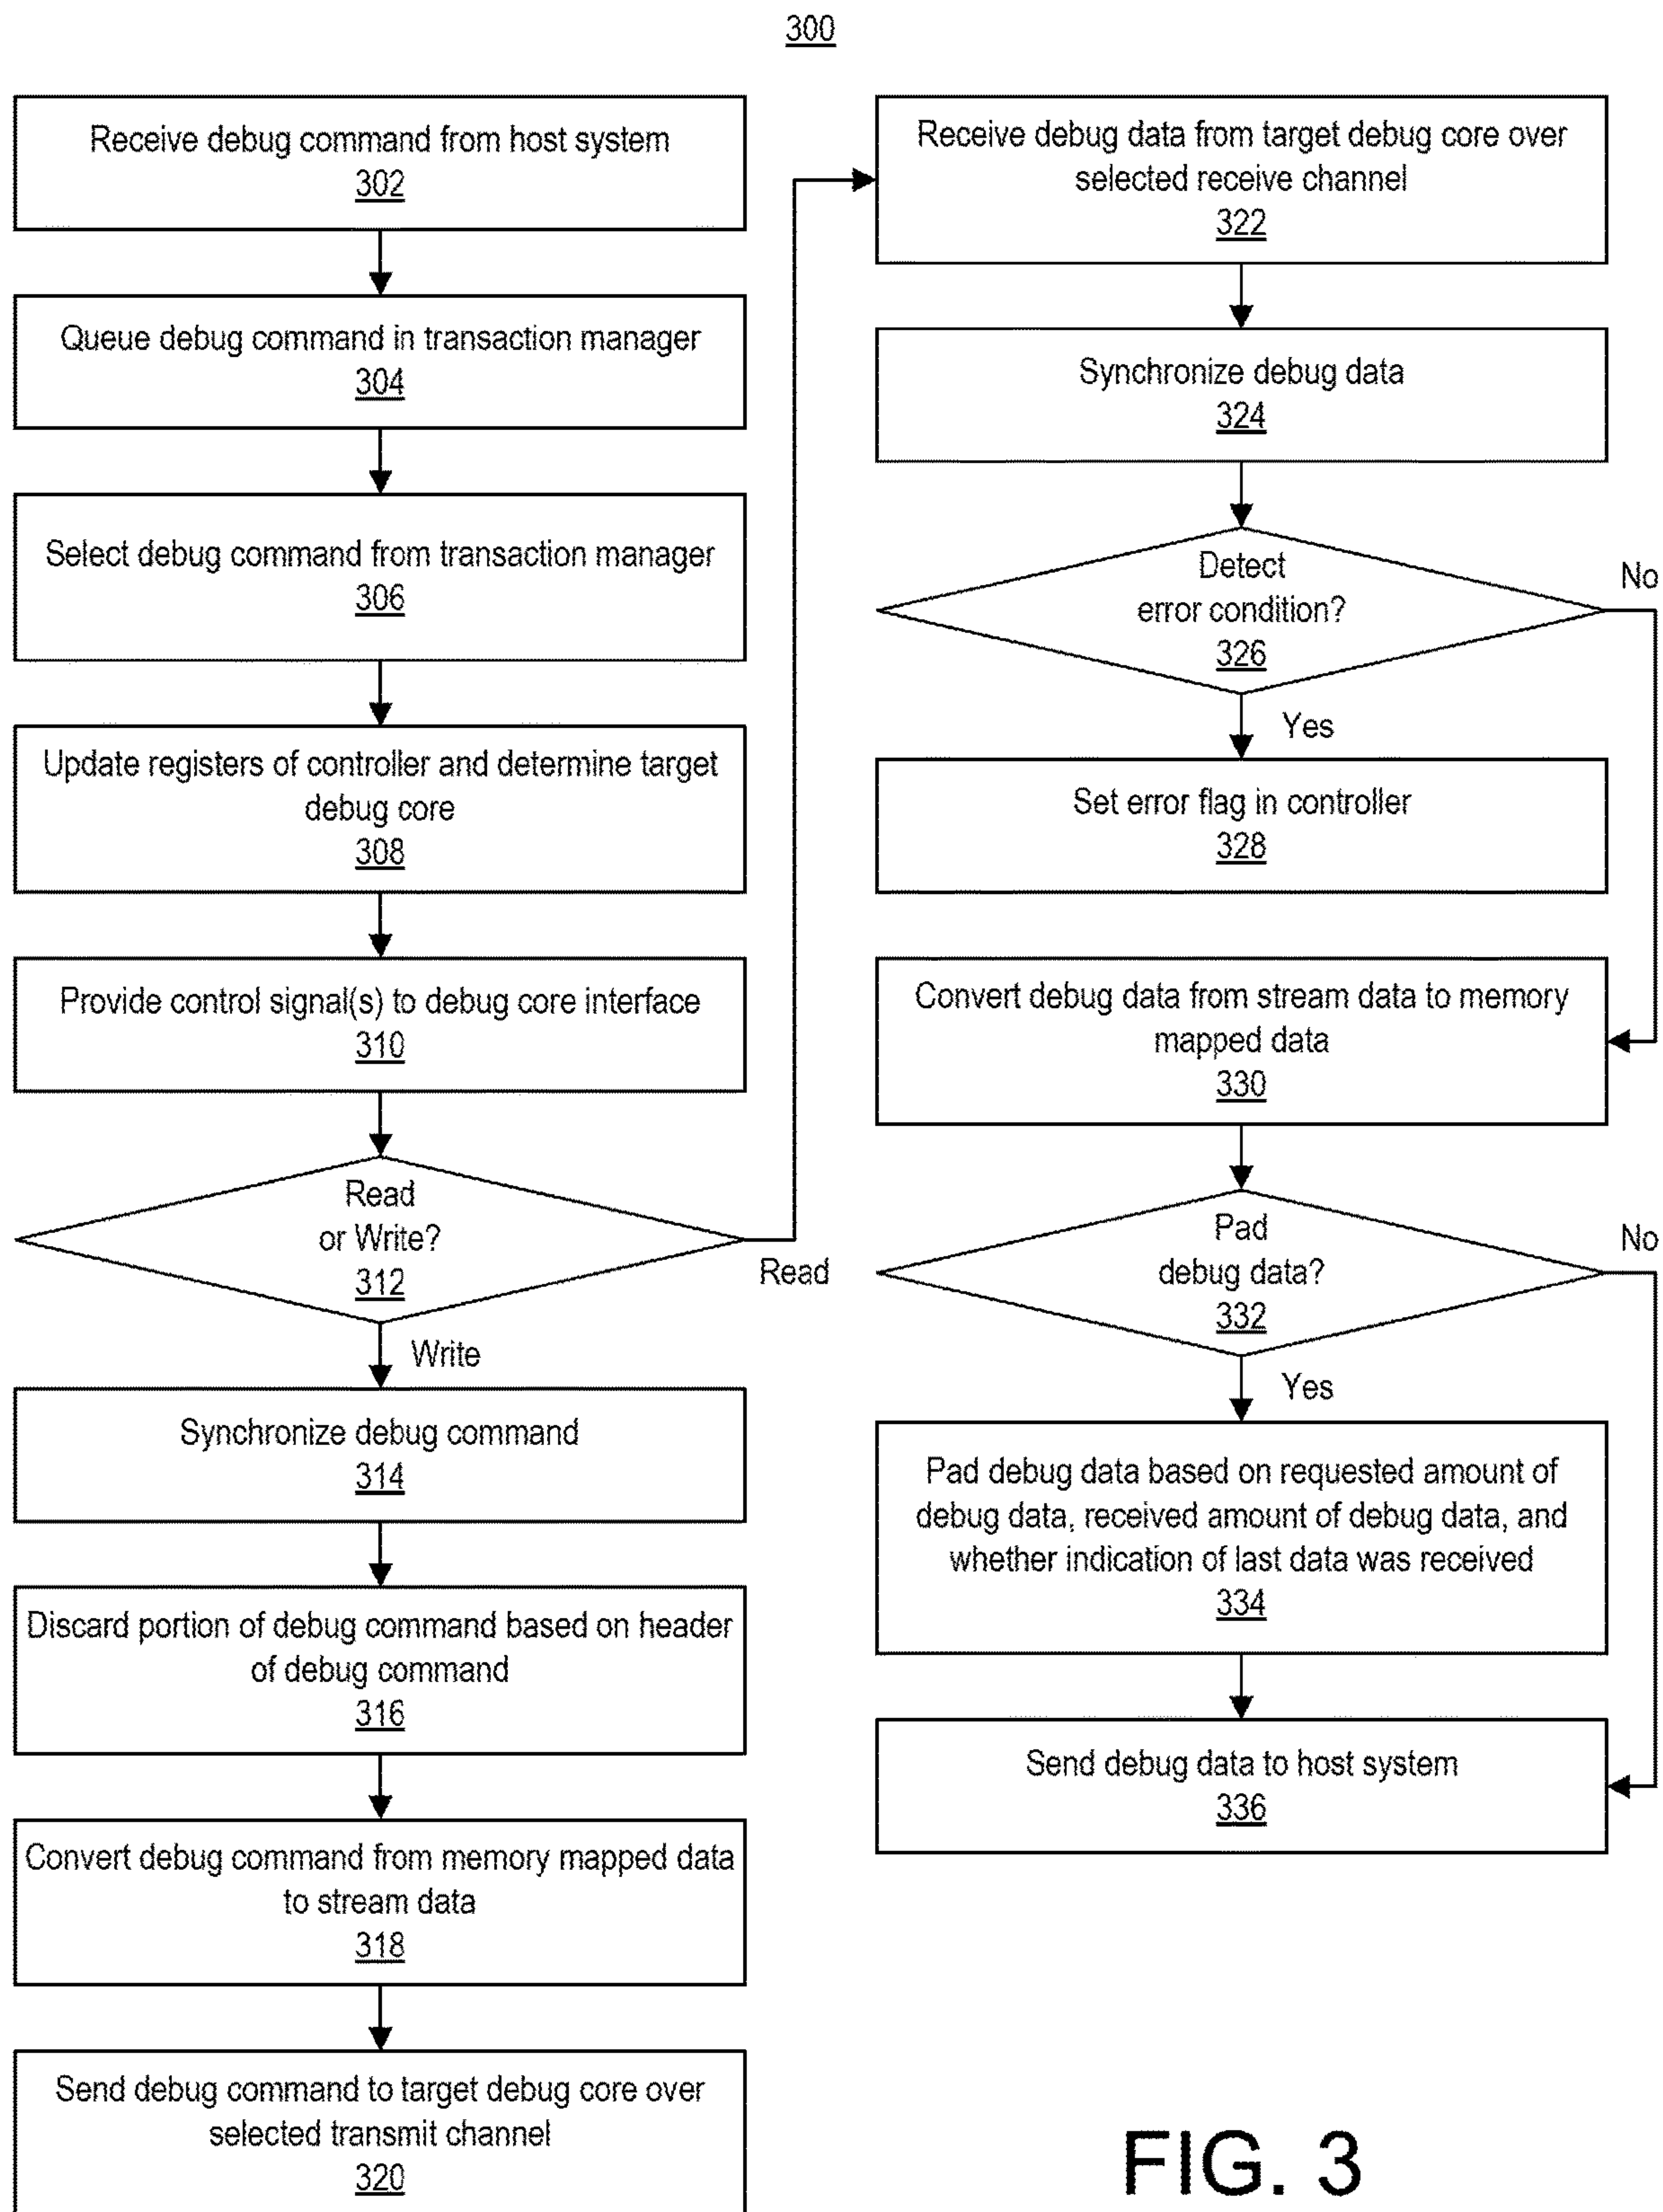 300
Receive debug command from host system
302
Queue debug command in transaction manager
304
Select debug command from transaction manager
306
Update registers of controller and determine target
debug core
308
Provide control signal(s) to debug core interface
310
Read
or Write?
312
Read
Write
Synchronize debug command
314
Discard portion of debug command based on header
of debug command
316
Convert debug command from memory mapped data
to stream data
318
Send debug command to target debug core over
selected transmit channel
320
Receive debug data from target debug core over
selected receive channel
322
Synchronize debug data
324
Detect
error condition?
326
No
Yes
Set error flag in controller
328
Convert debug data from stream data to memory
mapped data
330
Pad
debug data?
332
No
Yes
Pad debug data based on requested amount of
debug data, received amount of debug data, and
whether indication of last data was received
334
Send debug data to host system
336
FIG. 3